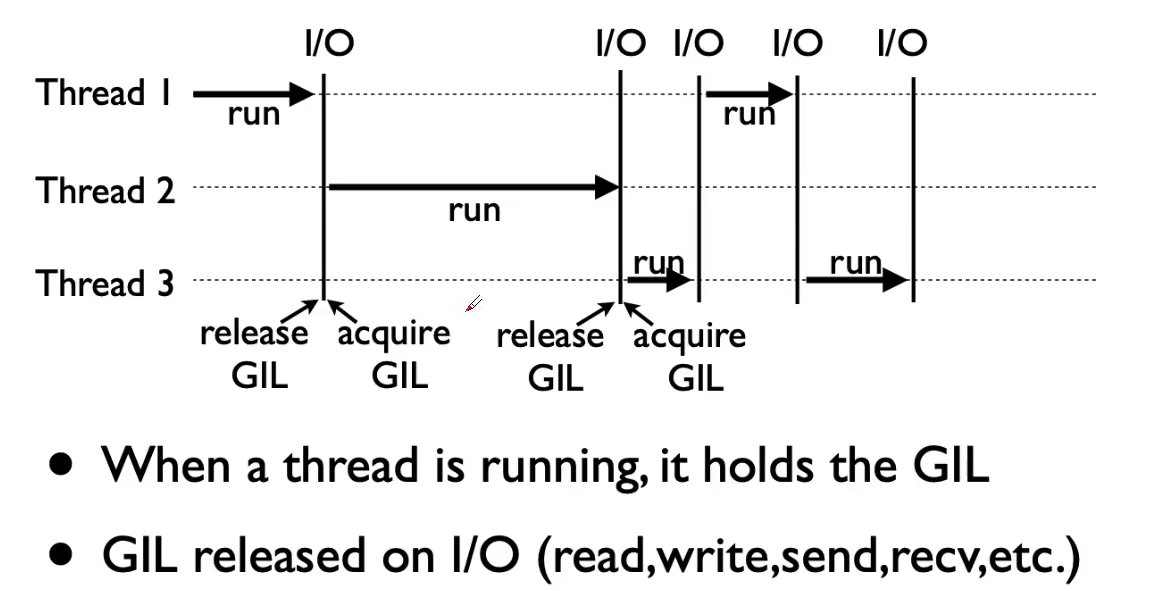 I/O I/O I/O I/O I/O
Thread 1 run run
Thread 2 run
Thread 3 run run
release acquire release acquire
GIL GIL GIL GIL
• When a thread is running, it holds the GIL
• GIL released on I/O (read,write,send,recv,etc.)